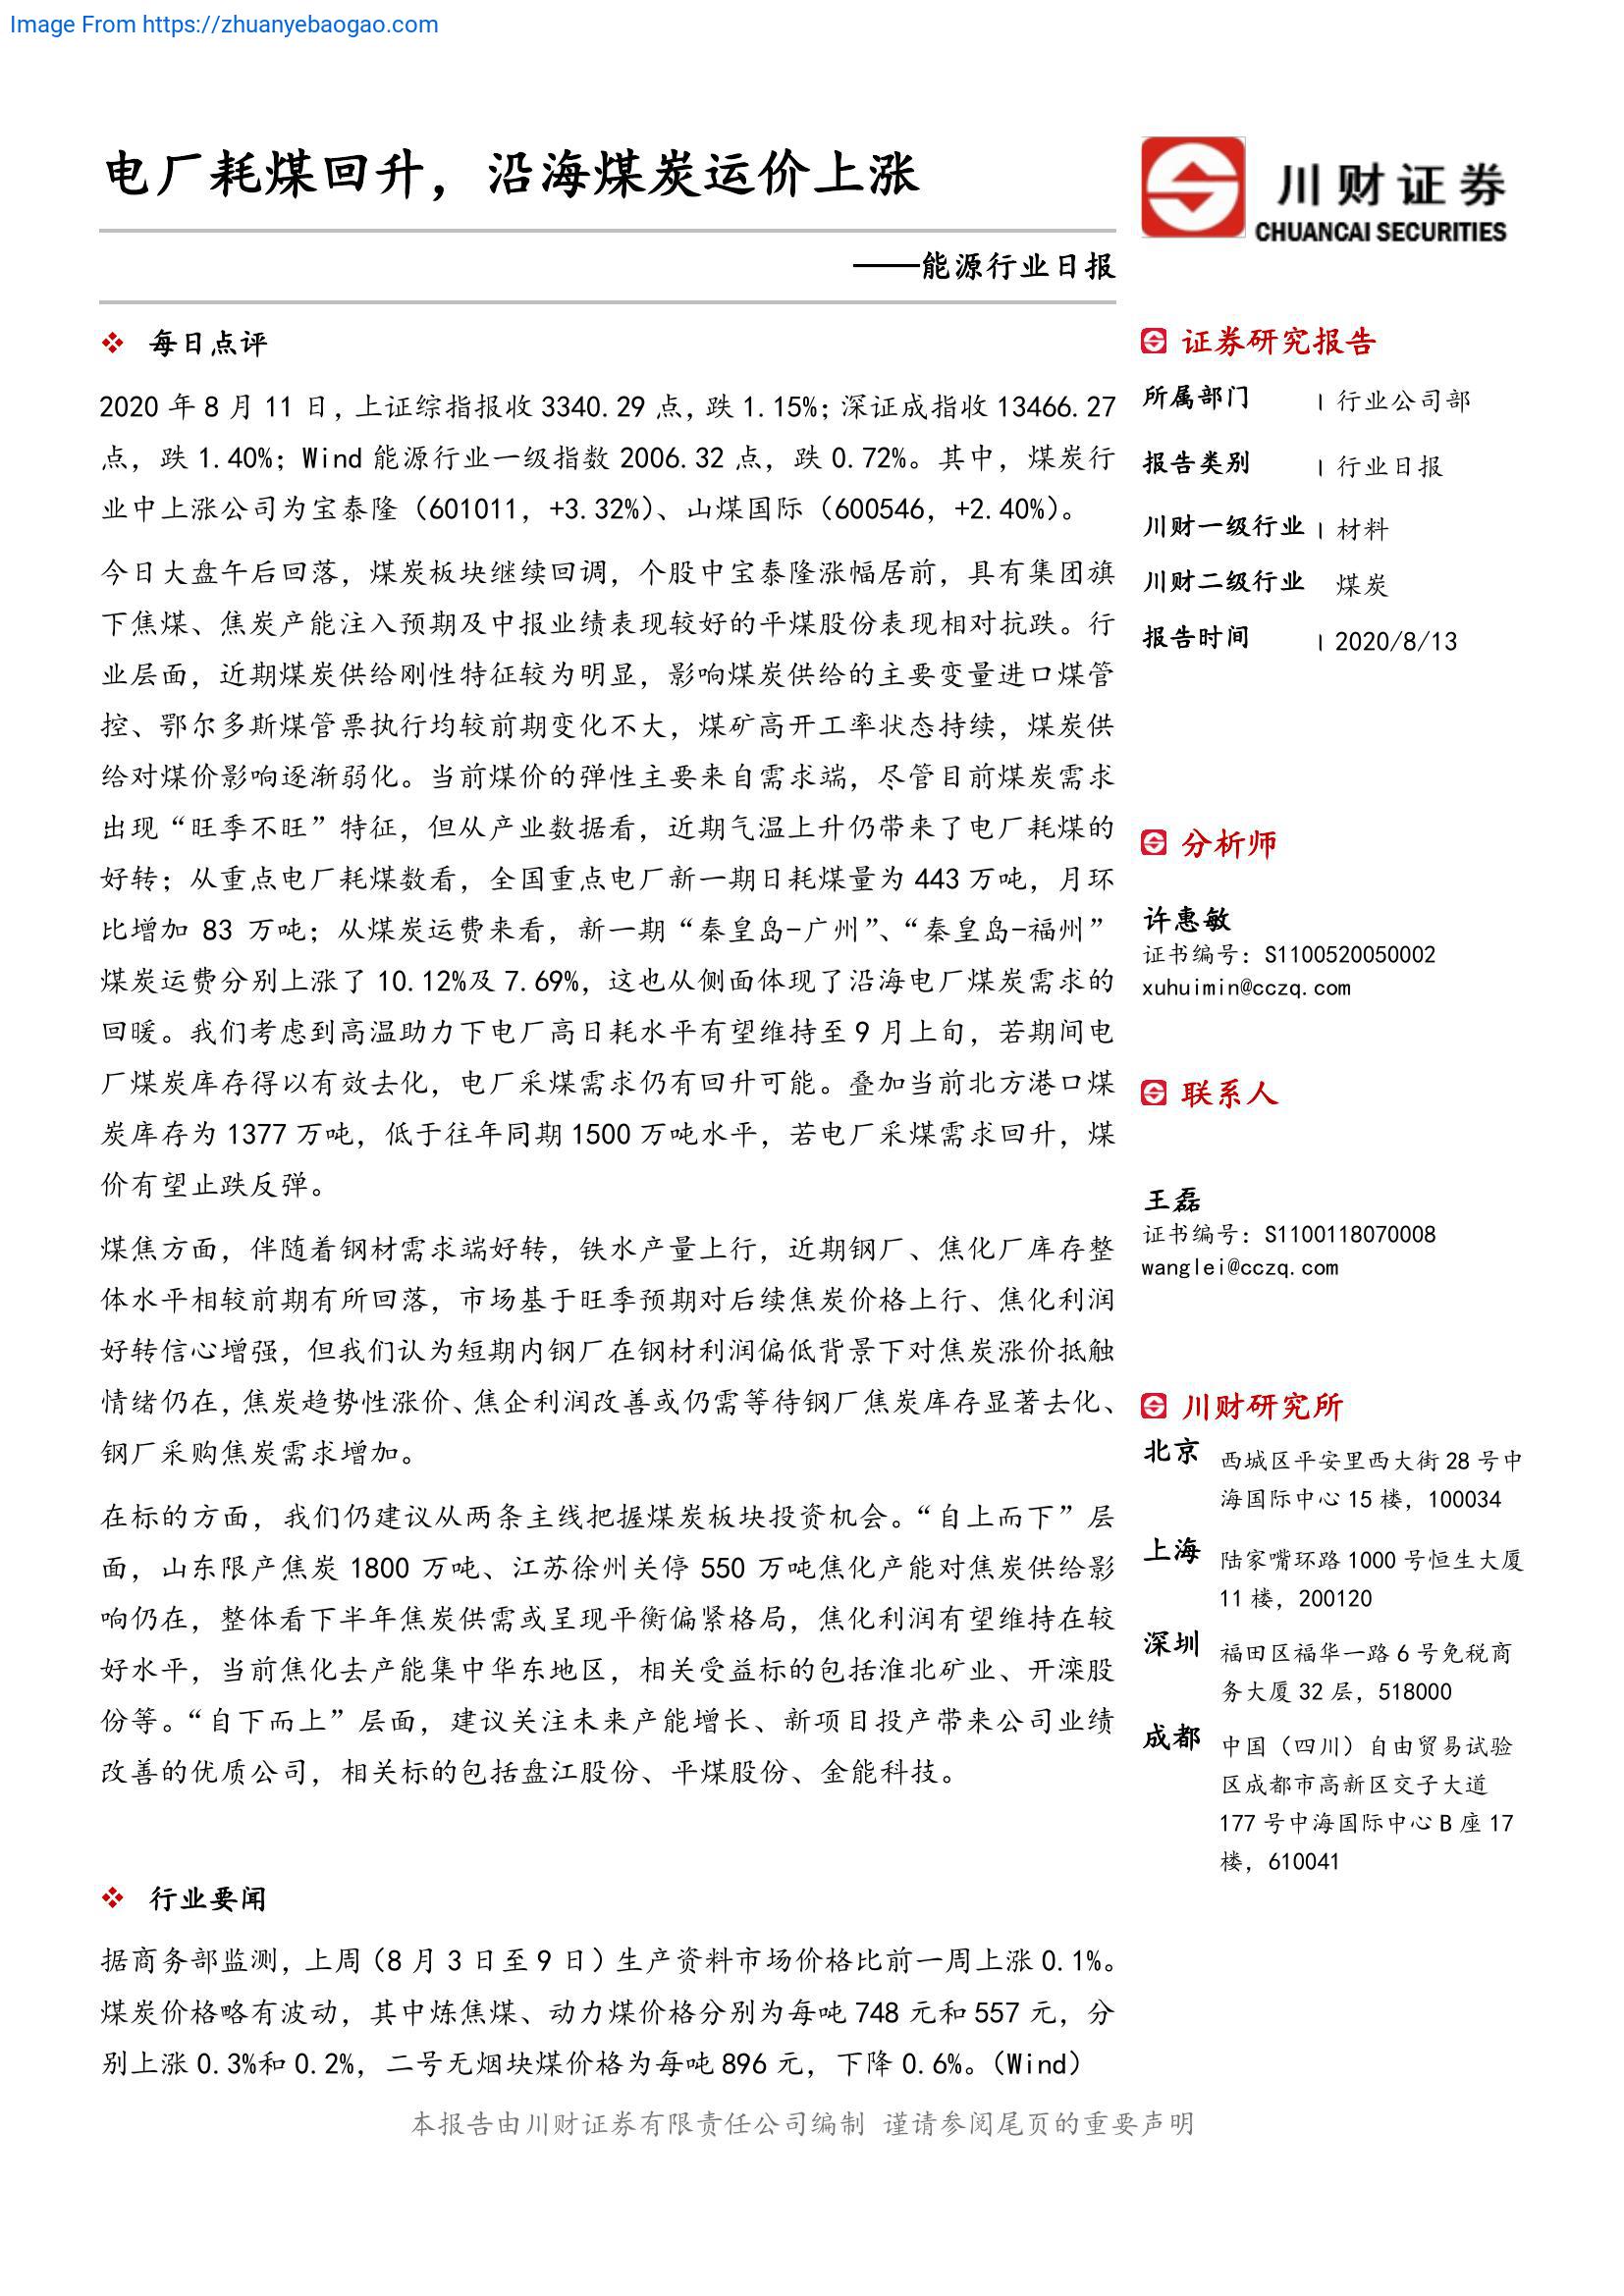 Image From https://zhuanyebaogao.com
电厂耗煤回升，沿海煤炭运价上涨
——能源行业日报
川财证券
CHUANCAI SECURITIES
❖ 每日点评
2020 年 8 月 11 日，上证综指报收 3340.29 点，跌 1.15%；深证成指收 13466.27
点，跌 1.40%；Wind 能源行业一级指数 2006.32 点，跌 0.72%。其中，煤炭行
业中上涨公司为宝泰隆（601011，+3.32%）、山煤国际（600546，+2.40%）。
今日大盘午后回落，煤炭板块继续回调，个股中宝泰隆涨幅居前，具有集团旗
下焦煤、焦炭产能注入预期及中报业绩表现较好的平煤股份表现相对抗跌。行
业层面，近期煤炭供给刚性特征较为明显，影响煤炭供给的主要变量进口煤管
控、鄂尔多斯煤管票执行均较前期变化不大，煤矿高开工率状态持续，煤炭供
给对煤价影响逐渐弱化。当前煤价的弹性主要来自需求端，尽管目前煤炭需求
出现“旺季不旺”特征，但从产业数据看，近期气温上升仍带来了电厂耗煤的
好转；从重点电厂耗煤数看，全国重点电厂新一期日耗煤量为 443 万吨，月环
比增加 83 万吨；从煤炭运费来看，新一期“秦皇岛-广州”、“秦皇岛-福州”
煤炭运费分别上涨了 10.12%及 7.69%，这也从侧面体现了沿海电厂煤炭需求的
回暖。我们考虑到高温助力下电厂高日耗水平有望维持至 9 月上旬，若期间电
厂煤炭库存得以有效去化，电厂采煤需求仍有回升可能。叠加当前北方港口煤
炭库存为 1377 万吨，低于往年同期 1500 万吨水平，若电厂采煤需求回升，煤
价有望止跌反弹。
煤焦方面，伴随着钢材需求端好转，铁水产量上行，近期钢厂、焦化厂库存整
体水平相较前期有所回落，市场基于旺季预期对后续焦炭价格上行、焦化利润
好转信心增强，但我们认为短期内钢厂在钢材利润偏低背景下对焦炭涨价抵触
情绪仍在，焦炭趋势性涨价、焦企利润改善或仍需等待钢厂焦炭库存显著去化、
钢厂采购焦炭需求增加。
在标的方面，我们仍建议从两条主线把握煤炭板块投资机会。“自上而下”层
面，山东限产焦炭 1800 万吨、江苏徐州关停 550 万吨焦化产能对焦炭供给影
响仍在，整体看下半年焦炭供需或呈现平衡偏紧格局，焦化利润有望维持在较
好水平，当前焦化去产能集中华东地区，相关受益标的包括淮北矿业、开滦股
份等。“自下而上”层面，建议关注未来产能增长、新项目投产带来公司业绩
改善的优质公司，相关标的包括盘江股份、平煤股份、金能科技。
❖ 行业要闻
据商务部监测，上周（8 月 3 日至 9 日）生产资料市场价格比前一周上涨 0.1%。
煤炭价格略有波动，其中炼焦煤、动力煤价格分别为每吨 748 元和 557 元，分
别上涨 0.3%和 0.2%，二号无烟块煤价格为每吨 896 元，下降 0.6%。（Wind）
证券研究报告
所属部门 | 行业公司部
报告类别 | 行业日报
川财一级行业 | 材料
川财二级行业 煤炭
报告时间 | 2020/8/13
分析师
许惠敏
证书编号：S1100520050002
xuhuimin@cczq.com
联系人
王磊
证书编号：S1100118070008
wanglei@cczq.com
川财研究所
北京 西城区平安里西大街 28 号中
海国际中心 15 楼，100034
上海 陆家嘴环路 1000 号恒生大厦
11 楼，200120
深圳 福田区福华一路 6 号免税商
务大厦 32 层，518000
成都 中国（四川）自由贸易试验
区成都市高新区交子大道
177 号中海国际中心 B 座 17
楼，610041
本报告由川财证券有限责任公司编制 谨请参阅尾页的重要声明